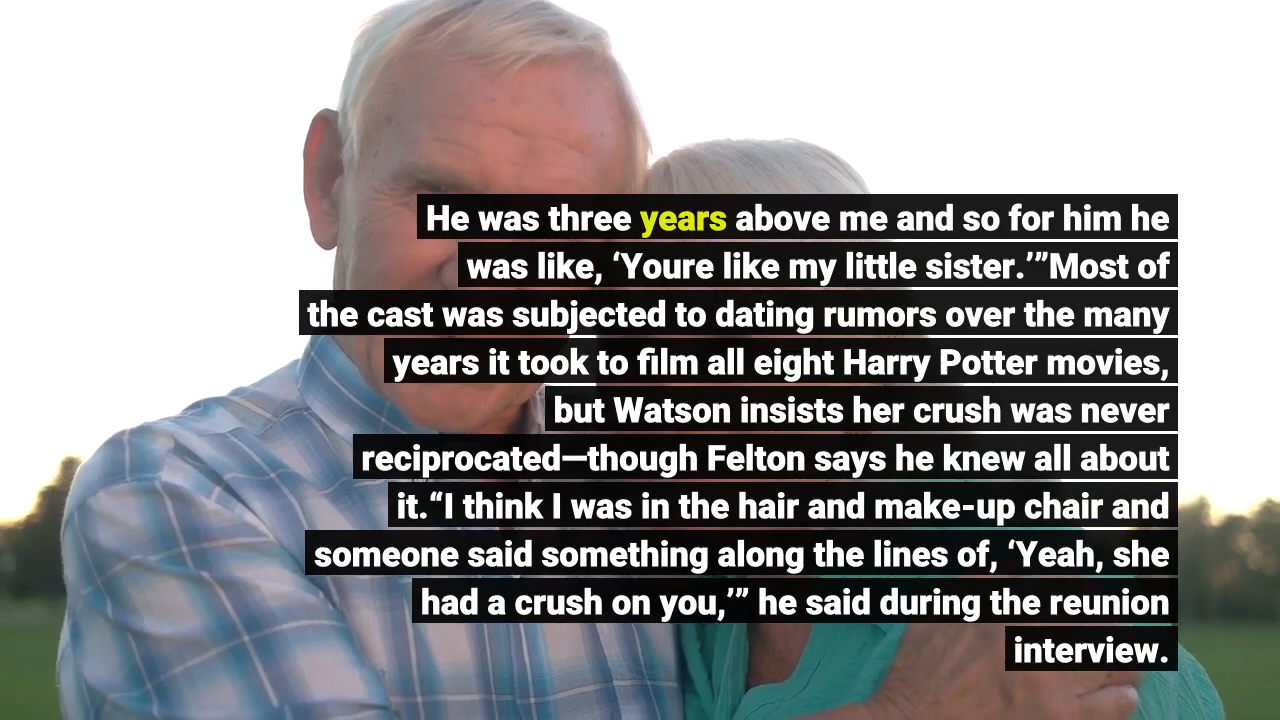 He was three years above me and so for him he
was like, ‘Youre like my little sister.’”Most of
the cast was subjected to dating rumors over the many
years it took to film all eight Harry Potter movies,
but Watson insists her crush was never
reciprocated—though Felton says he knew all about
it.“I think I was in the hair and make-up chair and
someone said something along the lines of, ‘Yeah, she
had a crush on you,’” he said during the reunion
interview.